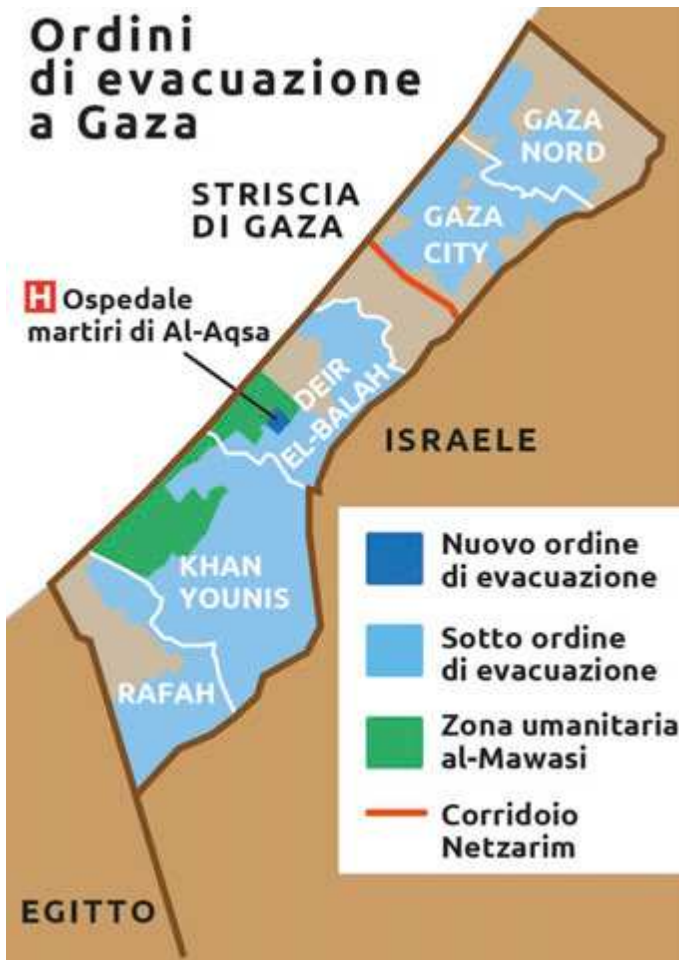 Ordini
di evacuazione
a Gaza
STRISCIA
DI GAZA
GAZA
NORD
GAZA
CITY
H Ospedale
martiri di Al-Aqsa
DEIR
EL-BALAH
ISRAELE
KHAN
YOUNIS
RAFAH
EGITTO
Nuovo ordine
di evacuazione
Sotto ordine
di evacuazione
Zona umanitaria
al-Mawasi
Corridoio
Netzarim